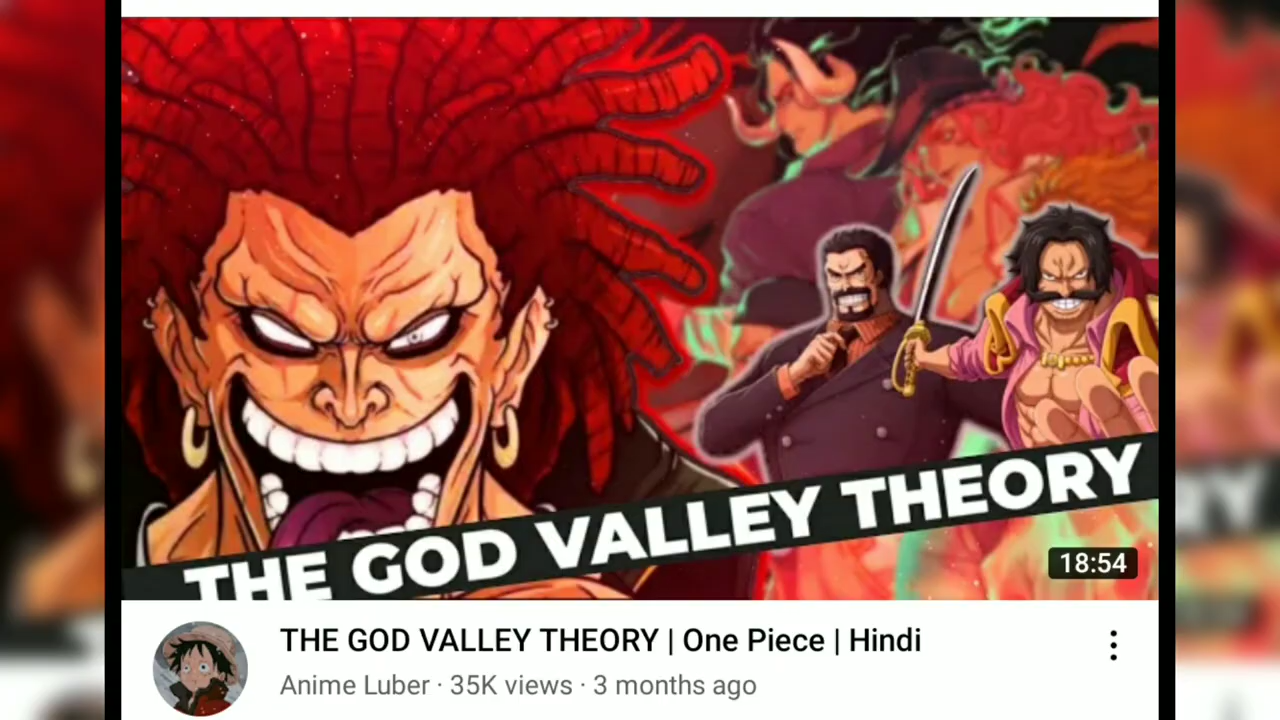 THE GOD VALLEY THEORY
18:54
THE GOD VALLEY THEORY | One Piece | Hindi
Anime Luber · 35K views · 3 months ago